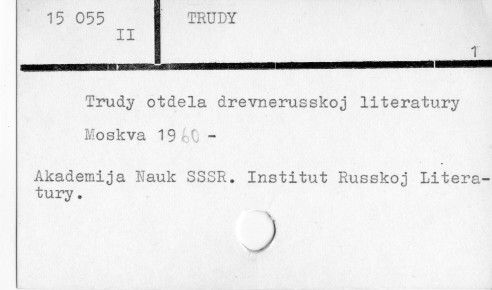 15 055 TRUDY
II
1
Trudy otdela drevnerusskoj literatury
Moskva 1960 -
Akademija Nauk SSSR. Institut Russkoj Litera-
tury.